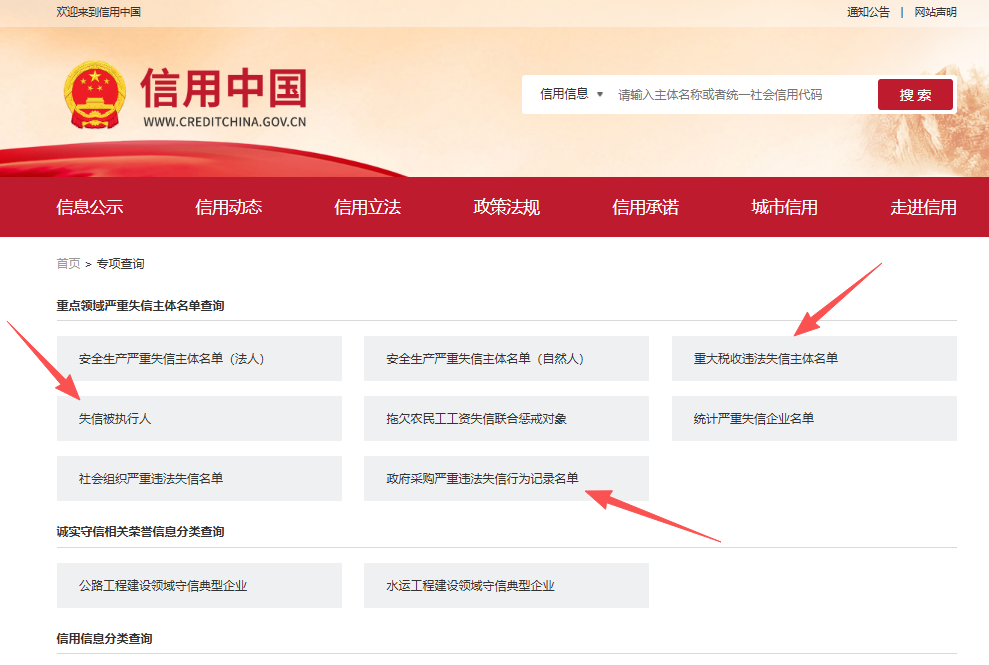 欢迎来到信用中国
通知公告 | 网站声明
信用中国
WWW.CREDITCHINA.GOV.CN
信用信息 ▼ 请输入主体名称或者统一社会信用代码 搜索
信息公示 信用动态 信用立法 政策法规 信用承诺 城市信用 走进信用
首页 > 专项查询
重点领域严重失信主体名单查询
安全生产严重失信主体名单（法人） 安全生产严重失信主体名单（自然人） 重大税收违法失信主体名单
失信被执行人 拖欠农民工工资失信联合惩戒对象 统计严重失信企业名单
社会组织严重违法失信名单 政府采购严重违法失信行为记录名单
诚实守信相关荣誉信息分类查询
公路工程建设领域守信典型企业 水运工程建设领域守信典型企业
信用信息分类查询